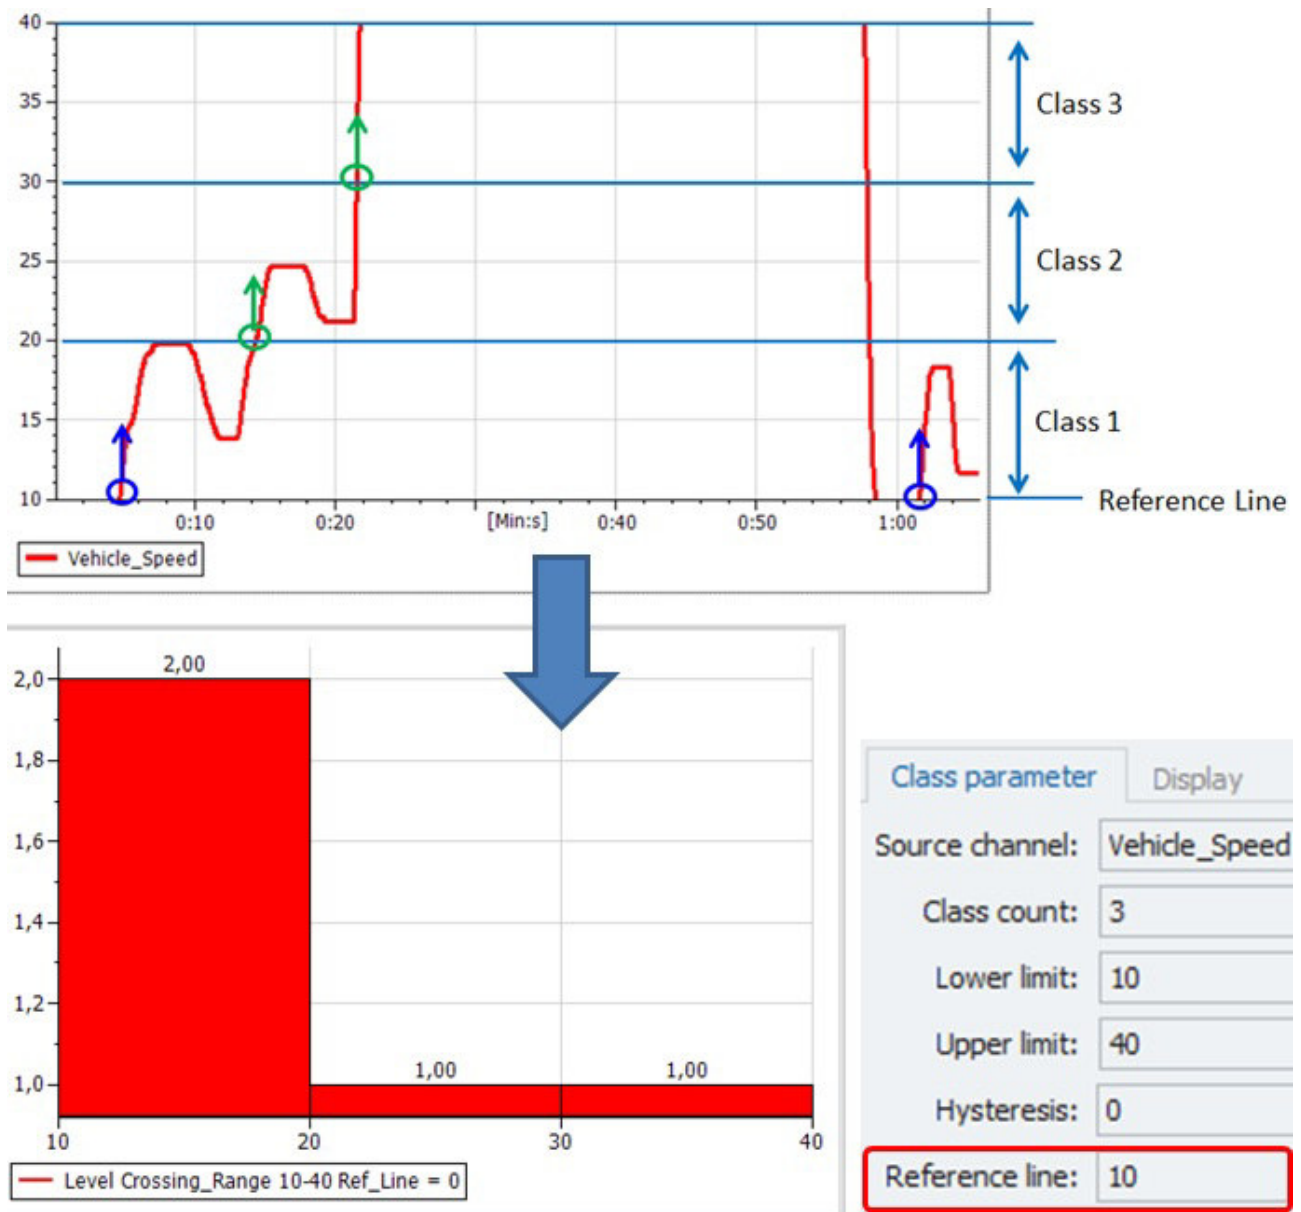 40
35
Class 3
30
25
Class 2
20
15
Class 1
10
Reference Line
0:10 0:20 [Min:s] 0:40 0:50 1:00
Vehicle_Speed
2,00
2,0
1,8
1,6
1,4
1,2
1,00 1,00
1,0
10 20 30 40
Level Crossing_Range 10-40 Ref_Line = 0
Class parameter Display
Source channel: Vehicle_Speed
Class count: 3
Lower limit: 10
Upper limit: 40
Hysteresis: 0
Reference line: 10